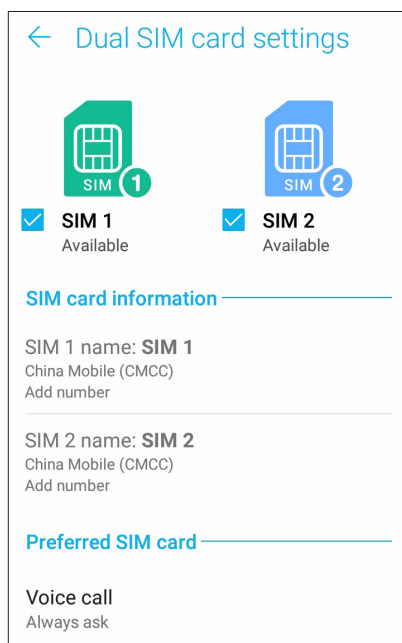 Dual SIM card settings
SIM 1
SIM 2
SIM 1
SIM 2
Available
Available
SIM card information
SIM 1 name: SIM 1
China Mobile (CMCC)
Add number
SIM 2 name: SIM 2
China Mobile (CMCC)
Add number
Preferred SIM card
Voice call
Always ask